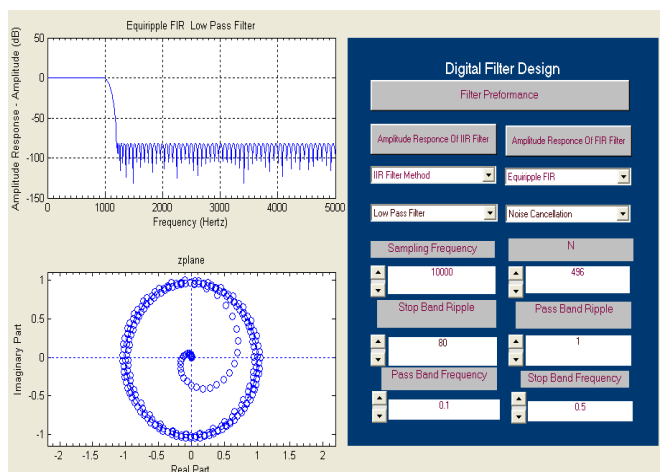 Equiripple FIR Low Pass Filter
50
0
-50
-100
-150
Amplitude Response - Amplitude (dB)
0 1000 2000 3000 4000 5000
Frequency (Hertz)
zplane
1
0.5
0
-0.5
-1
Imaginary Part
-2 -1.5 -1 -0.5 0 0.5 1 1.5 2
Real Part
Digital Filter Design
Filter Preformance
Amplitude Responce Of IIR Filter
Amplitude Responce Of FIR Filter
IIR Filter Method
Equiripple FIR
Low Pass Filter
Noise Cancellation
Sampling Frequency
N
10000
496
Stop Band Ripple
Pass Band Ripple
80
1
Pass Band Frequency
Stop Band Frequency
0.1
0.5